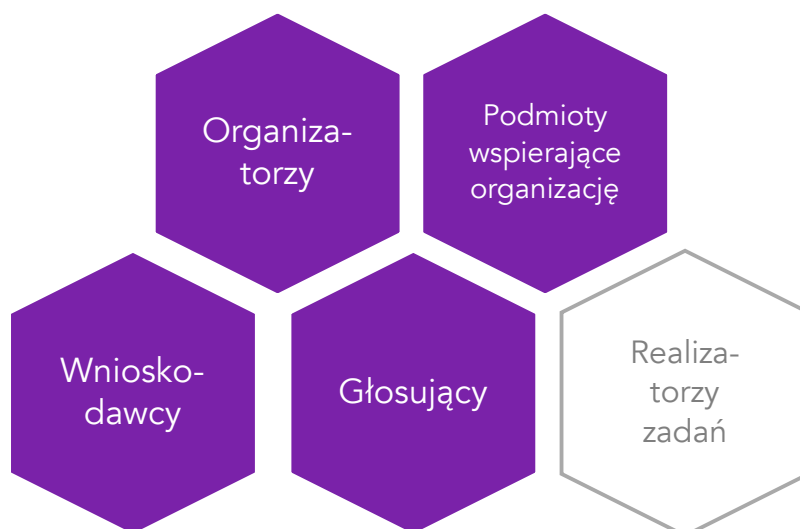 Organiza-
torzy
Podmioty
wspierające
organizację
Wniosko-
dawcy
Głosujący
Realiza-
torzy
zadań